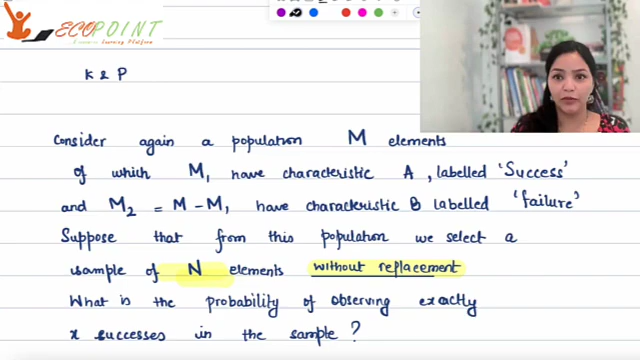 ECOPOINT
Learning Platform
K & P
Consider again a population M elements
of which M₁ have characteristic A, labelled 'Success'
and M₂ = M - M₁ have characteristic B labelled 'failure'
Suppose that from this population we select a
sample of N elements without replacement
What is the probability of observing exactly
x successes in the sample?